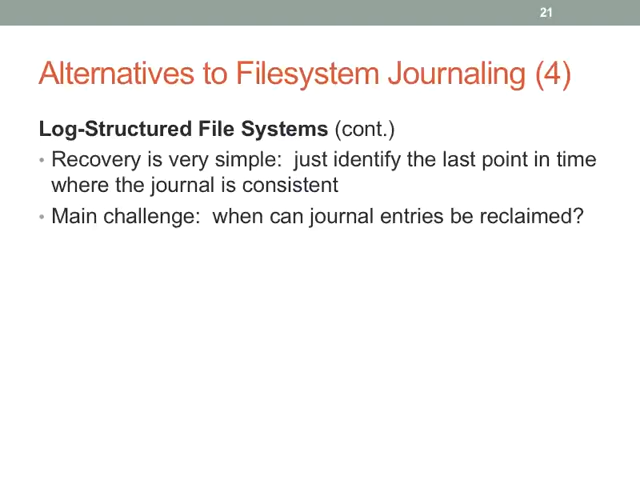 21
Alternatives to Filesystem Journaling (4)
Log-Structured File Systems (cont.)
• Recovery is very simple:  just identify the last point in time
where the journal is consistent
• Main challenge:  when can journal entries be reclaimed?